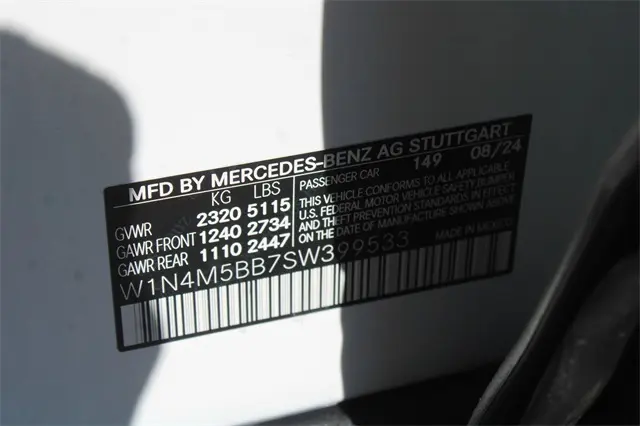 MFD BY MERCEDES-BENZ AG STUTTGART
KG LBS
PASSENGER CAR 149 08/24
GVWR 2320 5115
GAWR FRONT 1240 2734
GAWR REAR 1110 2447
THIS VEHICLE CONFORMS TO ALL APPLICABLE
U.S. FEDERAL MOTOR VEHICLE SAFETY BUMPER,
AND THEFT PREVENTION STANDARDS IN EFFECT
ON THE DATE OF MANUFACTURE SHOWN ABOVE
MADE IN MEXICO
W1N4M5BB7SW399533